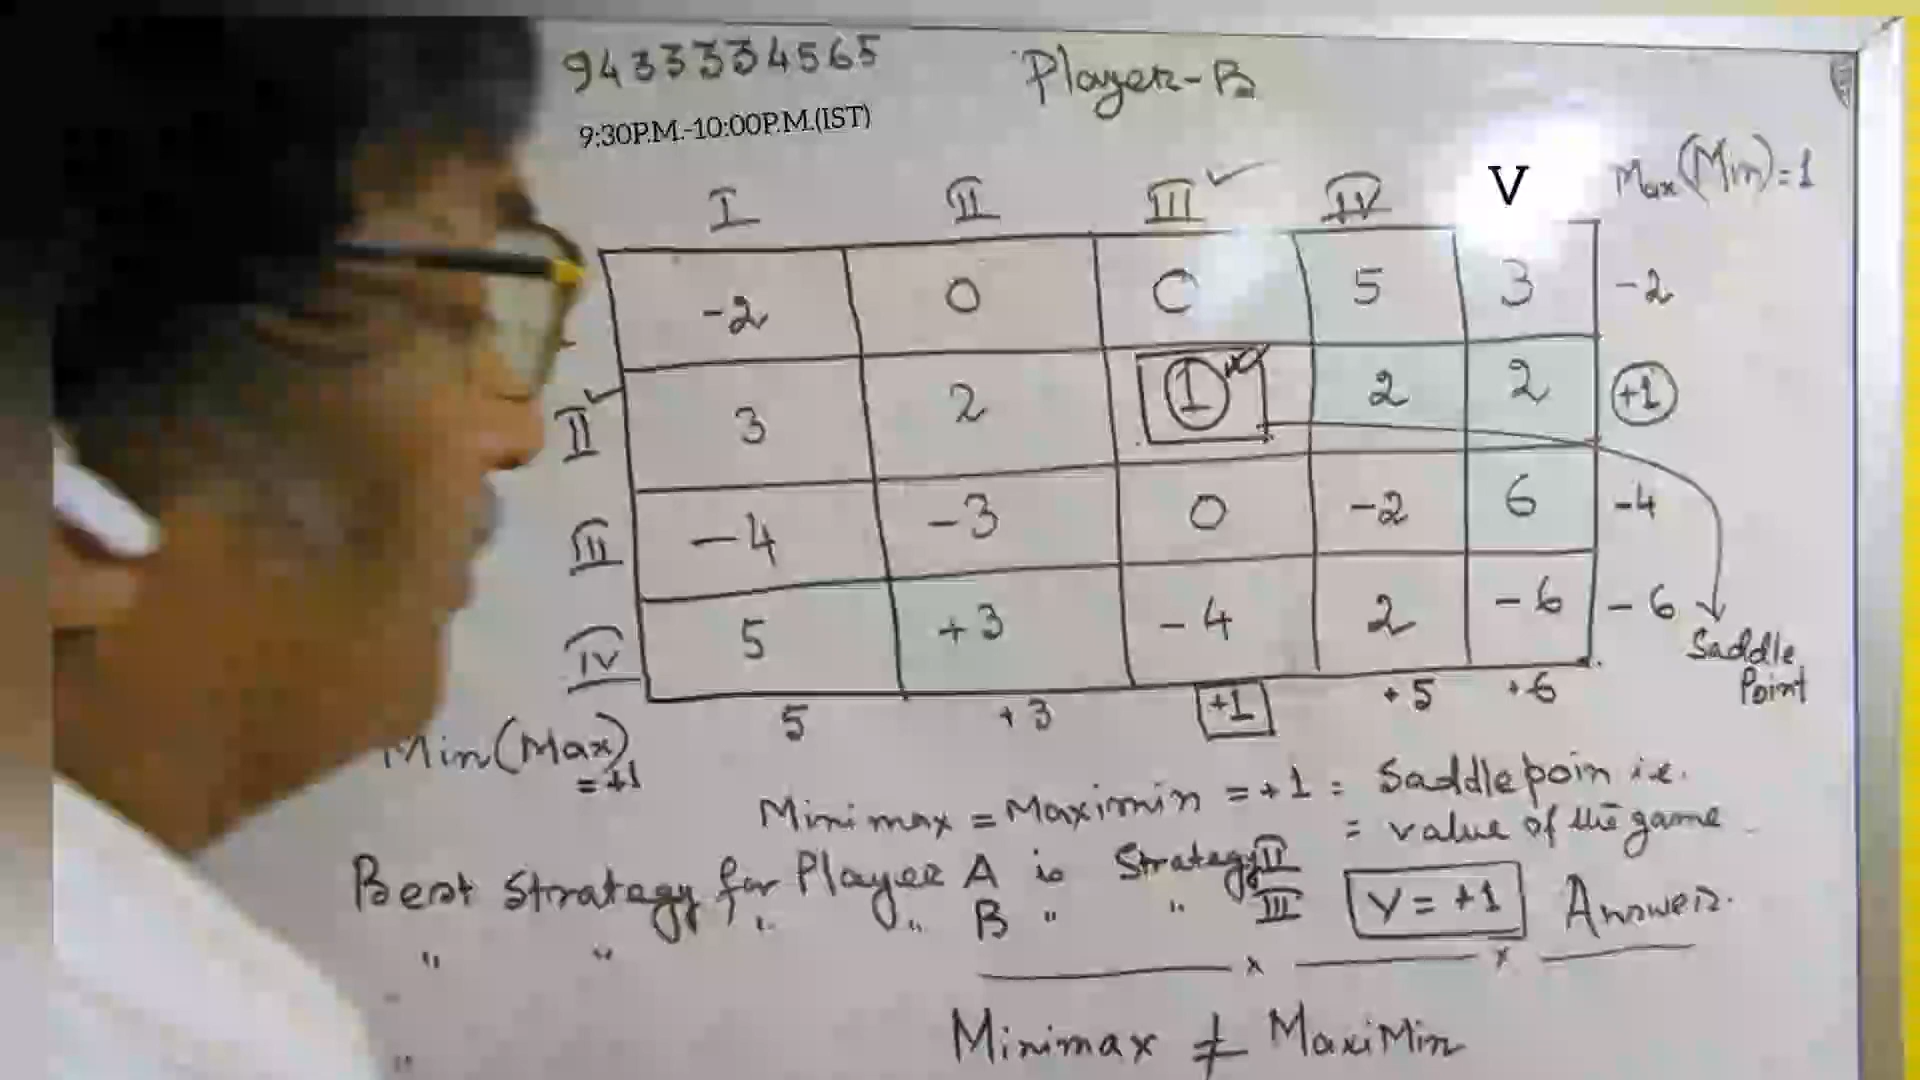 9433334565
Player-B
9:30P.M.-10:00P.M.(IST)
Max(Min)=1
I II III ✓ IV V
-2 0 0 5 3 -2
II ✓ 3 2 1 2 2 +1
III -4 -3 0 -2 6 -4
IV 5 +3 -4 2 -6 -6
Saddle
Point
5 +3 +1 +5 +6
Min(Max)
=+1
Minimax = Maximin = +1 = Saddle poin i.e.
= value of the game
Best Strategy for Player A is Strategy II
" " " " B " " III
V = +1 Answer.
x x
Minimax ≠ MaxiMin